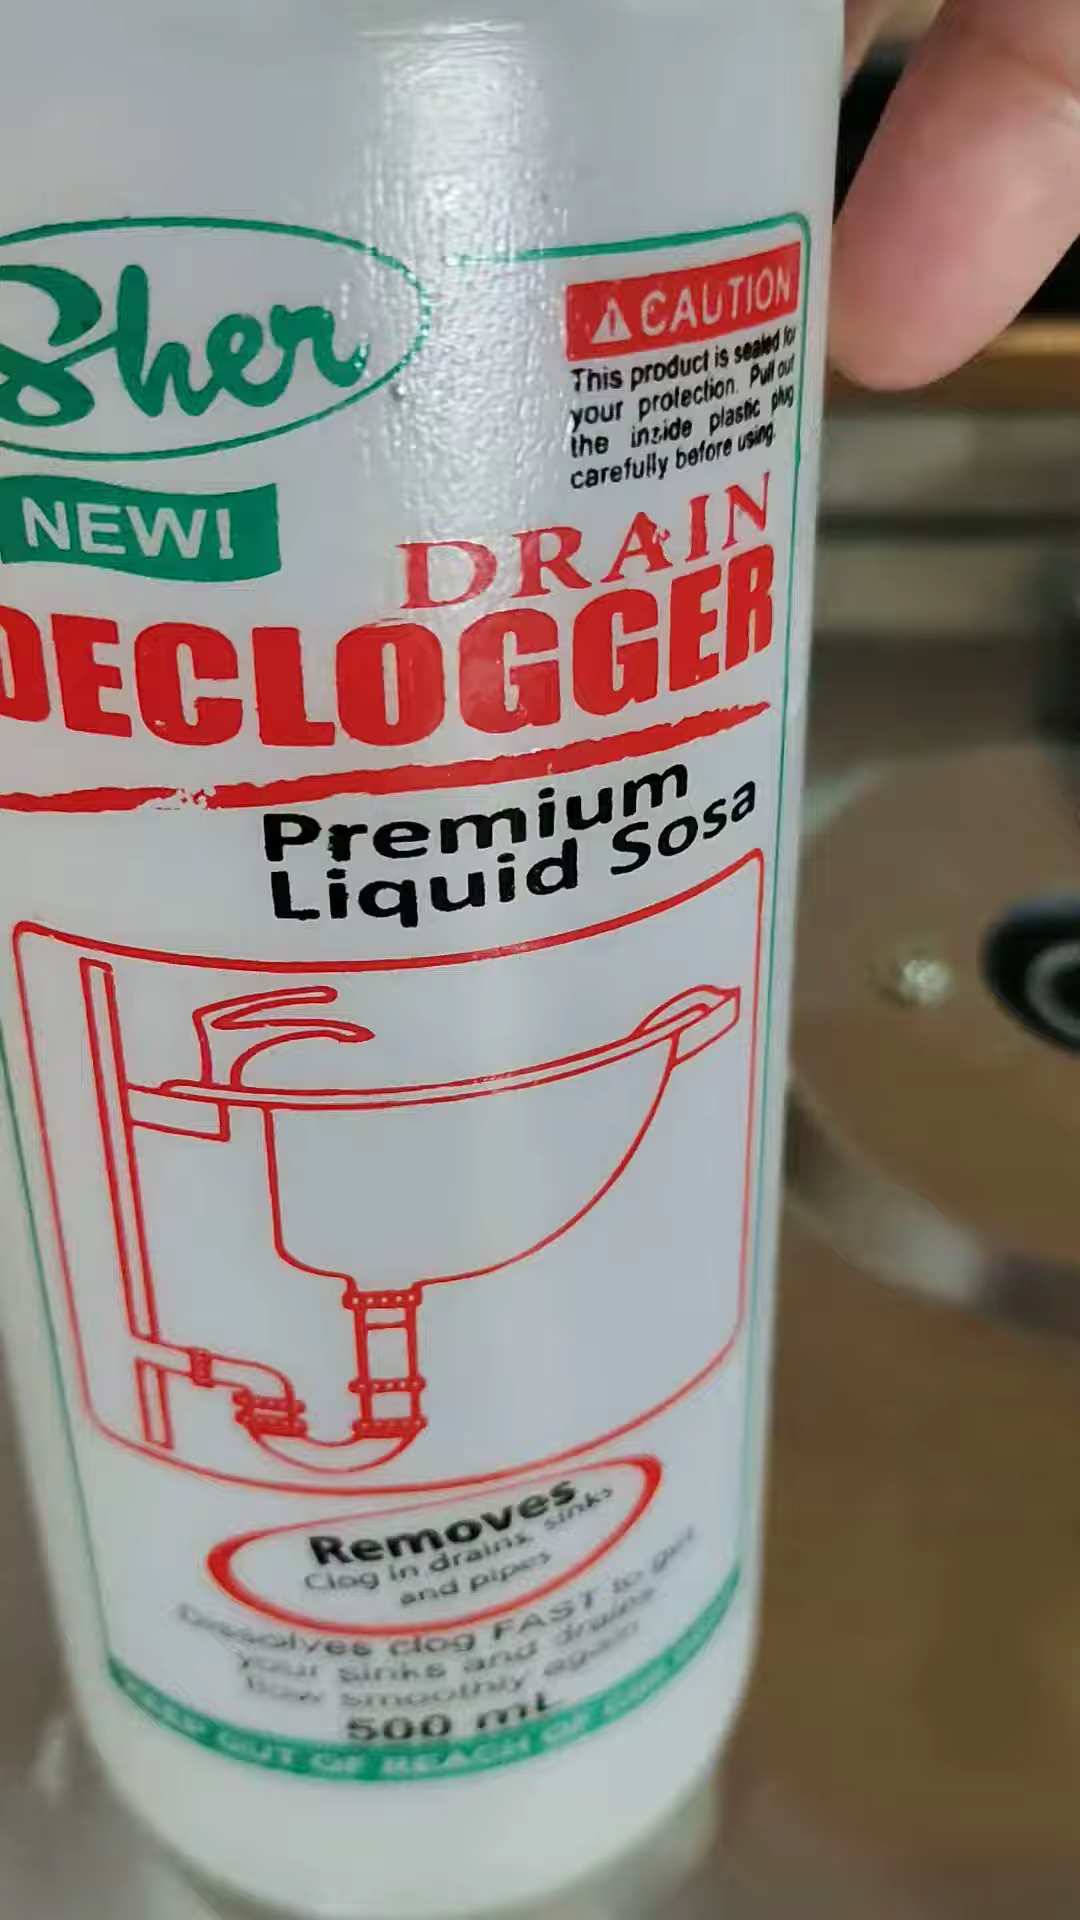 Sher
CAUTION
This product is sealed for
your protection. Pull out
the inside plastic plug
carefully before using.
NEW!
DRAIN
DECLOGGER
Premium
Liquid Sosa
Removes
Clog in drains, sinks
and pipes
Dissolves clog FAST to get
your sinks and drains
flow smoothly again
500 mL
KEEP OUT OF REACH OF